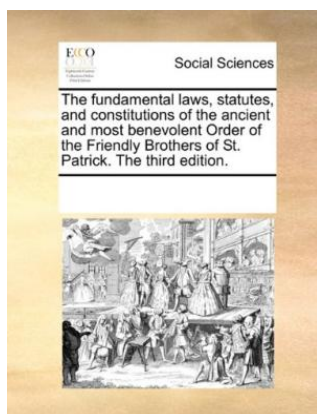 ECCO
Social Sciences
The fundamental laws, statutes,
and constitutions of the ancient
and most benevolent Order of
the Friendly Brothers of St.
Patrick. The third edition.